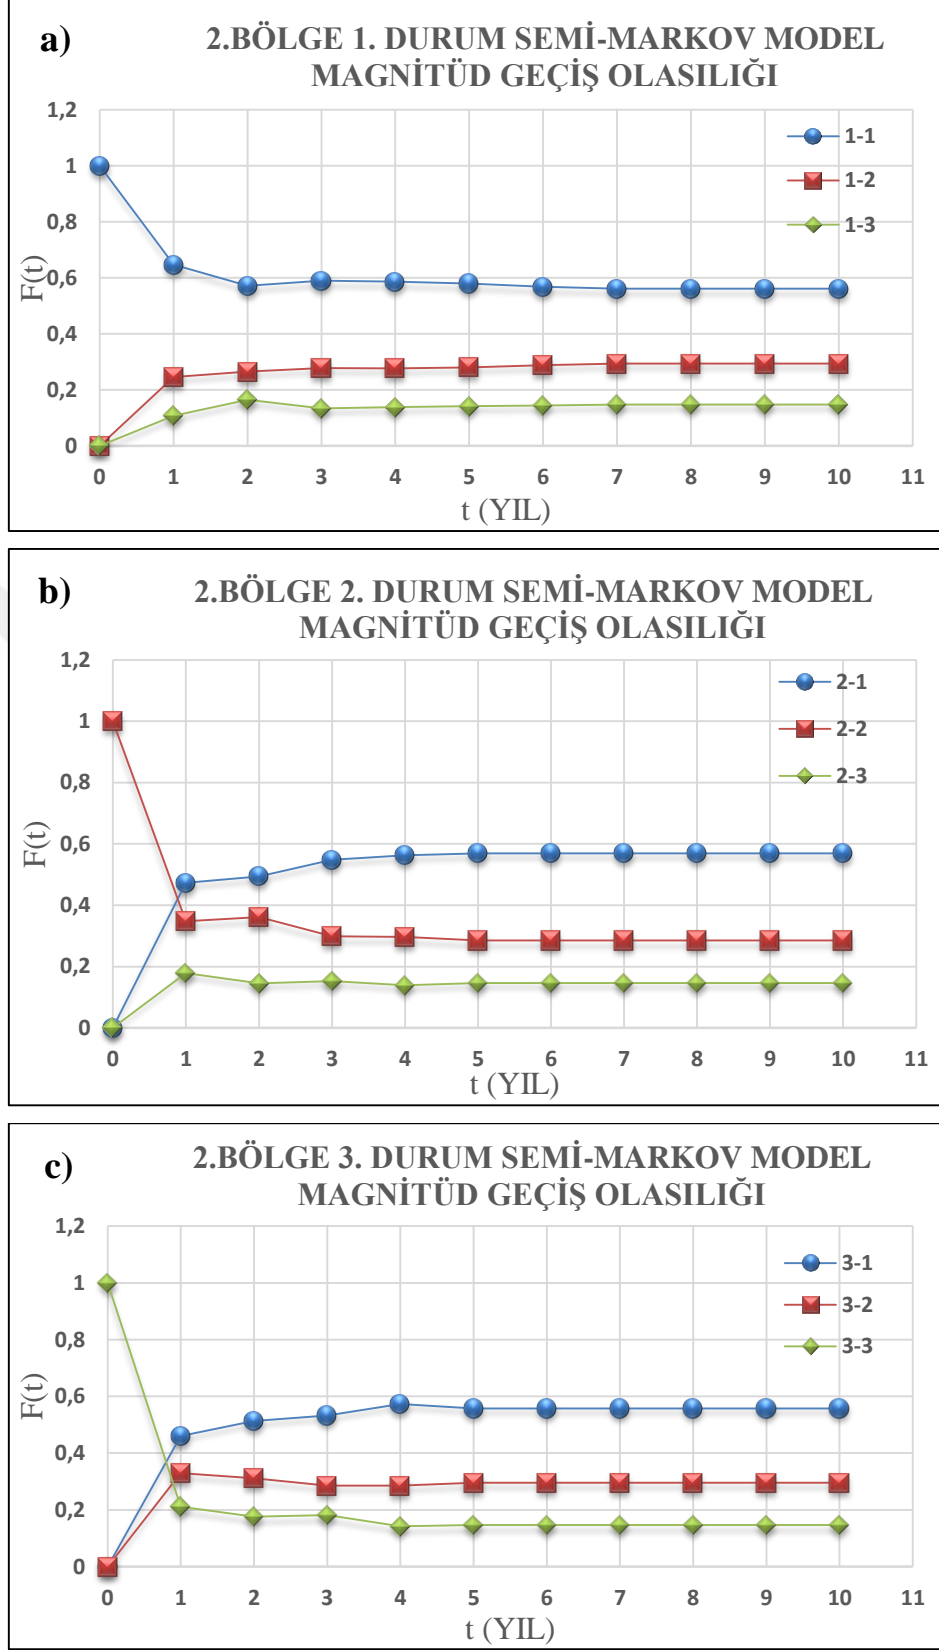 a)
2.BÖLGE 1. DURUM SEMİ-MARKOV MODEL
MAGNİTÜD GEÇİŞ OLASILIĞI
1,2
1
0,8
0,6
0,4
0,2
0
F(t)
1-1
1-2
1-3
0 1 2 3 4 5 6 7 8 9 10 11
t (YIL)
b)
2.BÖLGE 2. DURUM SEMİ-MARKOV MODEL
MAGNİTÜD GEÇİŞ OLASILIĞI
1,2
1
0,8
0,6
0,4
0,2
0
F(t)
2-1
2-2
2-3
0 1 2 3 4 5 6 7 8 9 10 11
t (YIL)
c)
2.BÖLGE 3. DURUM SEMİ-MARKOV MODEL
MAGNİTÜD GEÇİŞ OLASILIĞI
1,2
1
0,8
0,6
0,4
0,2
0
F(t)
3-1
3-2
3-3
0 1 2 3 4 5 6 7 8 9 10 11
t (YIL)